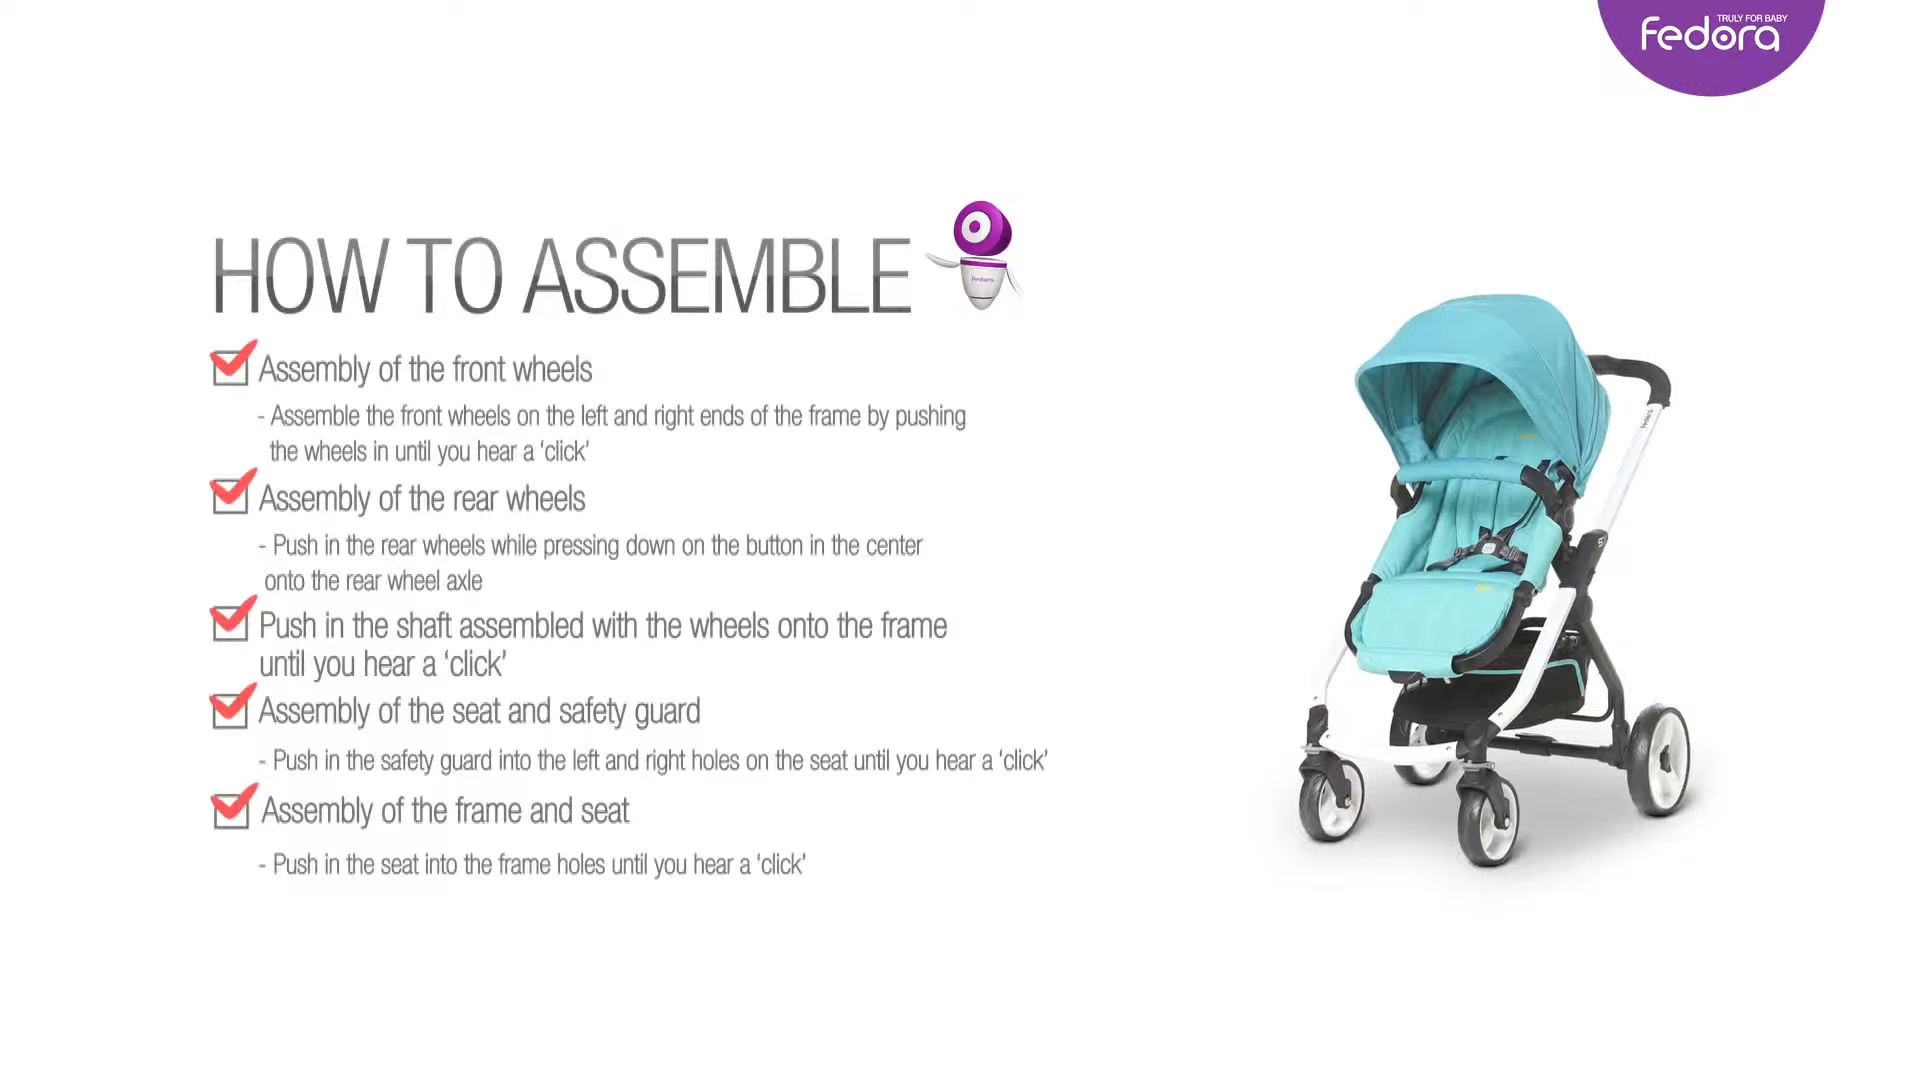 TRULY FOR BABY
fedora
HOW TO ASSEMBLE
fedora
Assembly of the front wheels
- Assemble the front wheels on the left and right ends of the frame by pushing
the wheels in until you hear a ‘click’
Assembly of the rear wheels
- Push in the rear wheels while pressing down on the button in the center
onto the rear wheel axle
Push in the shaft assembled with the wheels onto the frame
until you hear a ‘click’
Assembly of the seat and safety guard
- Push in the safety guard into the left and right holes on the seat until you hear a ‘click’
Assembly of the frame and seat
- Push in the seat into the frame holes until you hear a ‘click’
fedora